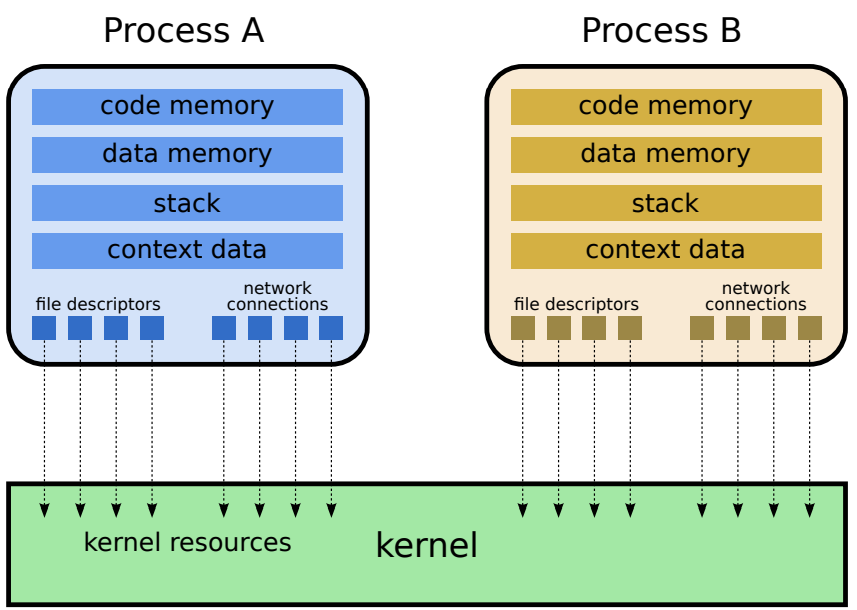 Process A
Process B
code memory
data memory
stack
context data
file descriptors
network
connections
code memory
data memory
stack
context data
file descriptors
network
connections
kernel resources
kernel